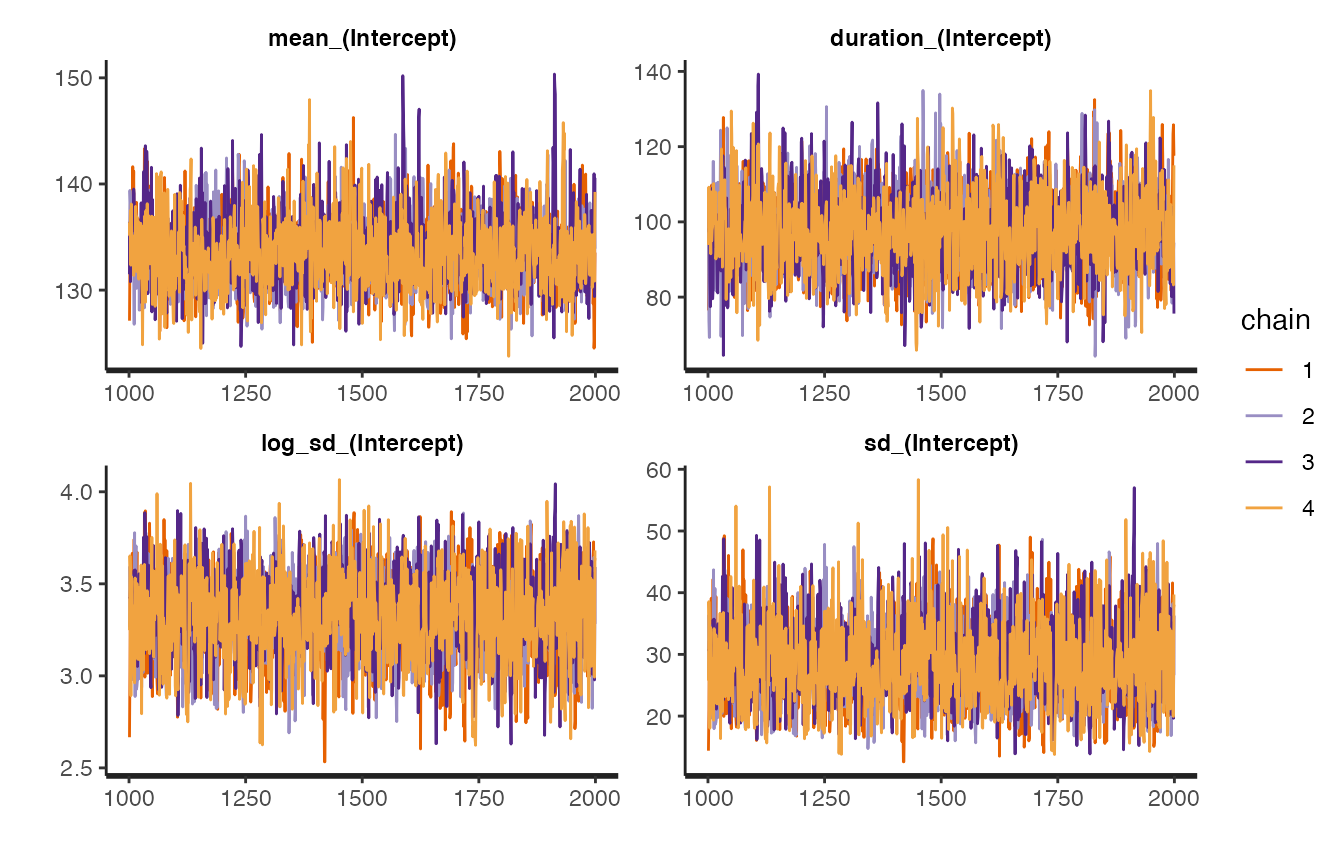 mean_(Intercept)
150
140
130
1000 1250 1500 1750 2000
duration_(Intercept)
140
120
100
80
1000 1250 1500 1750 2000
log_sd_(Intercept)
4.0
3.5
3.0
2.5
1000 1250 1500 1750 2000
sd_(Intercept)
60
50
40
30
20
1000 1250 1500 1750 2000
chain
1
2
3
4